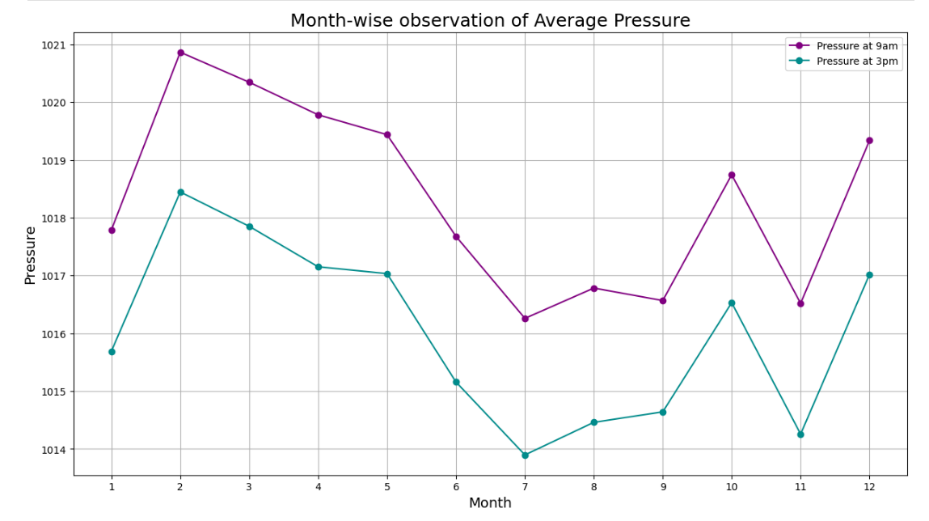 Month-wise observation of Average Pressure
Pressure at 9am
Pressure at 3pm
1021
1020
1019
1018
1017
1016
1015
1014
Pressure
1 2 3 4 5 6 7 8 9 10 11 12
Month